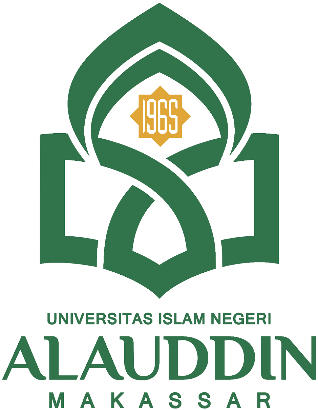 1965
UNIVERSITAS ISLAM NEGERI
ALAUDDIN
MAKASSAR